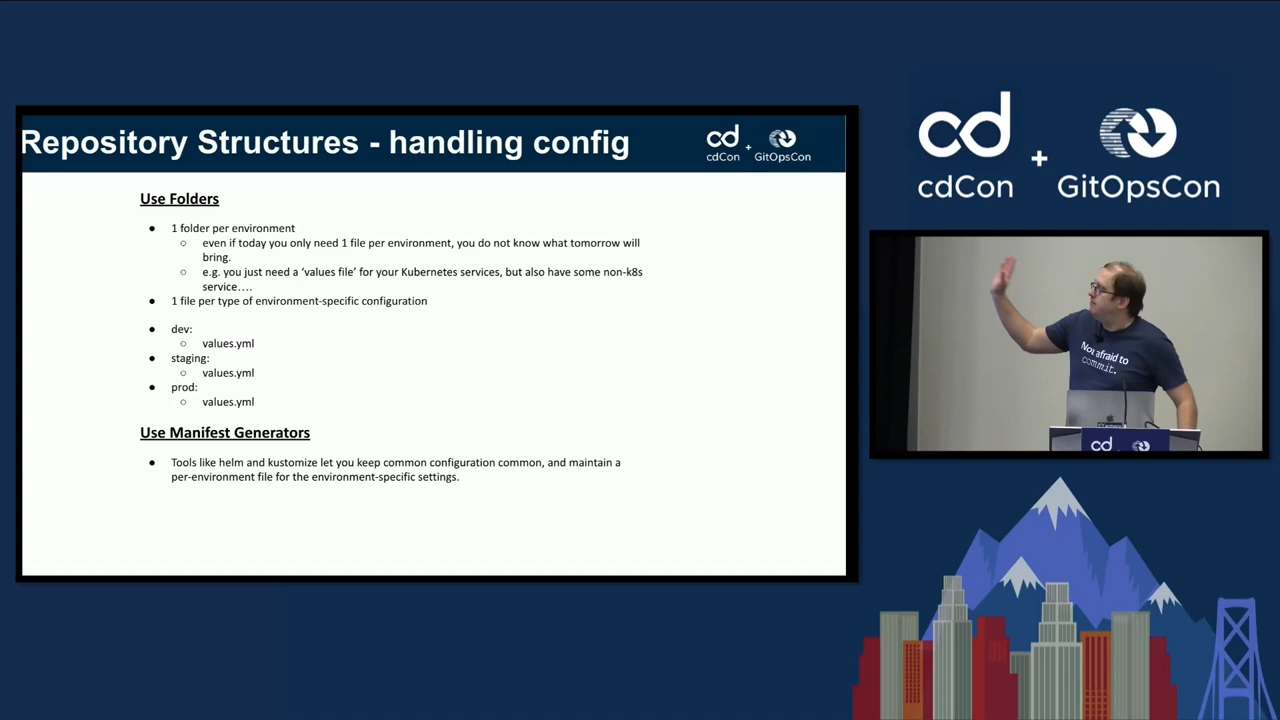 Repository Structures - handling config
cd
cdCon
+
GitOpsCon
Use Folders
● 1 folder per environment
○ even if today you only need 1 file per environment, you do not know what tomorrow will
bring.
○ e.g. you just need a ‘values file’ for your Kubernetes services, but also have some non-k8s
service….
● 1 file per type of environment-specific configuration
● dev:
○ values.yml
● staging:
○ values.yml
● prod:
○ values.yml
Use Manifest Generators
● Tools like helm and kustomize let you keep common configuration common, and maintain a
per-environment file for the environment-specific settings.
cd
cdCon
+
GitOpsCon
Not afraid to
commit.
cd